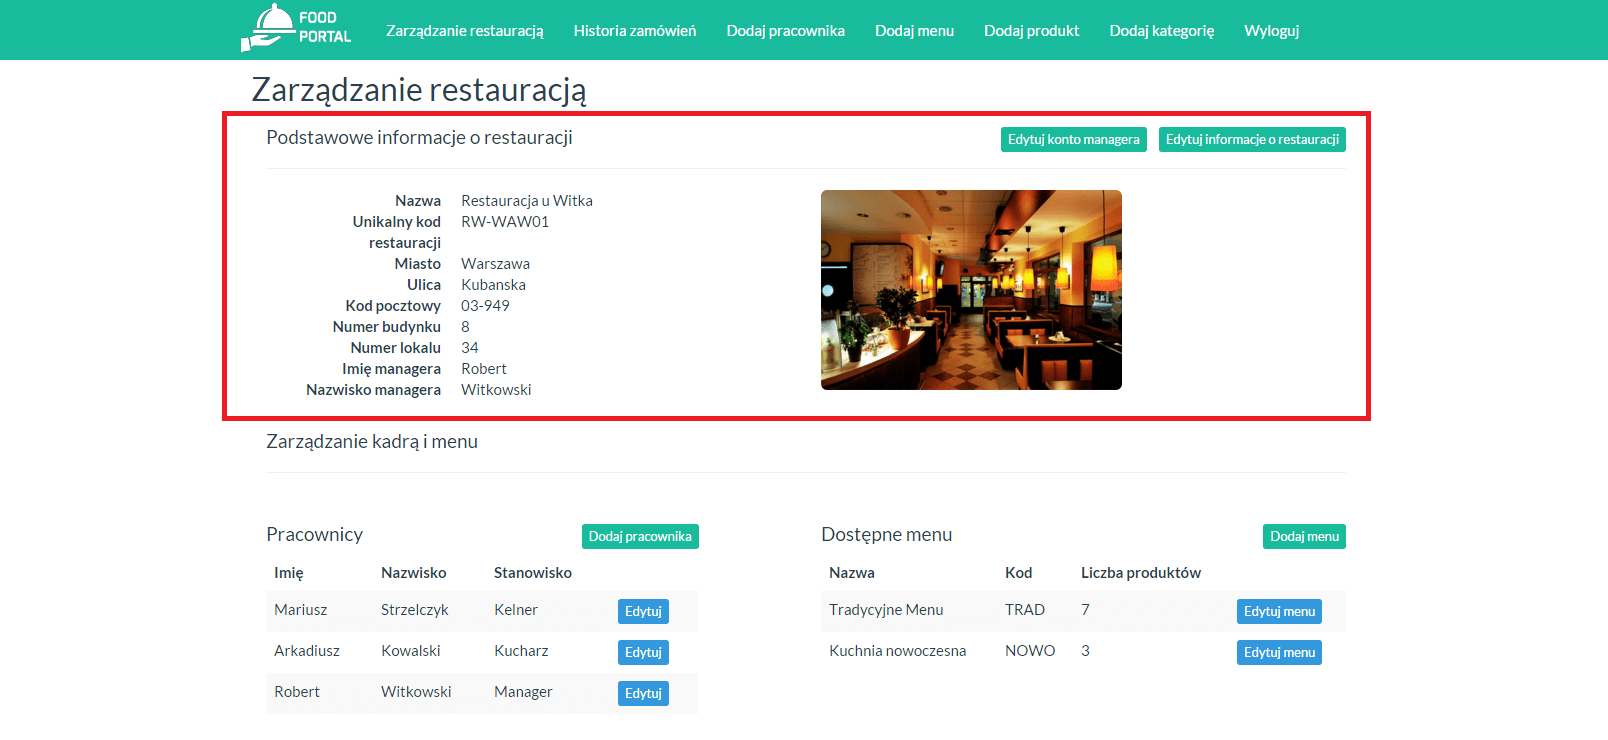 FOOD
PORTAL
Zarządzanie restauracją Historia zamówień Dodaj pracownika Dodaj menu Dodaj produkt Dodaj kategorię Wyloguj
Zarządzanie restauracją
Podstawowe informacje o restauracji Edytuj konto managera Edytuj informacje o restauracji
Nazwa Restauracja u Witka
Unikalny kod RW-WAW01
restauracji
Miasto Warszawa
Ulica Kubanska
Kod pocztowy 03-949
Numer budynku 8
Numer lokalu 34
Imię managera Robert
Nazwisko managera Witkowski
Zarządzanie kadrą i menu
Pracownicy Dodaj pracownika
Imię Nazwisko Stanowisko
Mariusz Strzelczyk Kelner Edytuj
Arkadiusz Kowalski Kucharz Edytuj
Robert Witkowski Manager Edytuj
Dostępne menu Dodaj menu
Nazwa Kod Liczba produktów
Tradycyjne Menu TRAD 7 Edytuj menu
Kuchnia nowoczesna NOWO 3 Edytuj menu